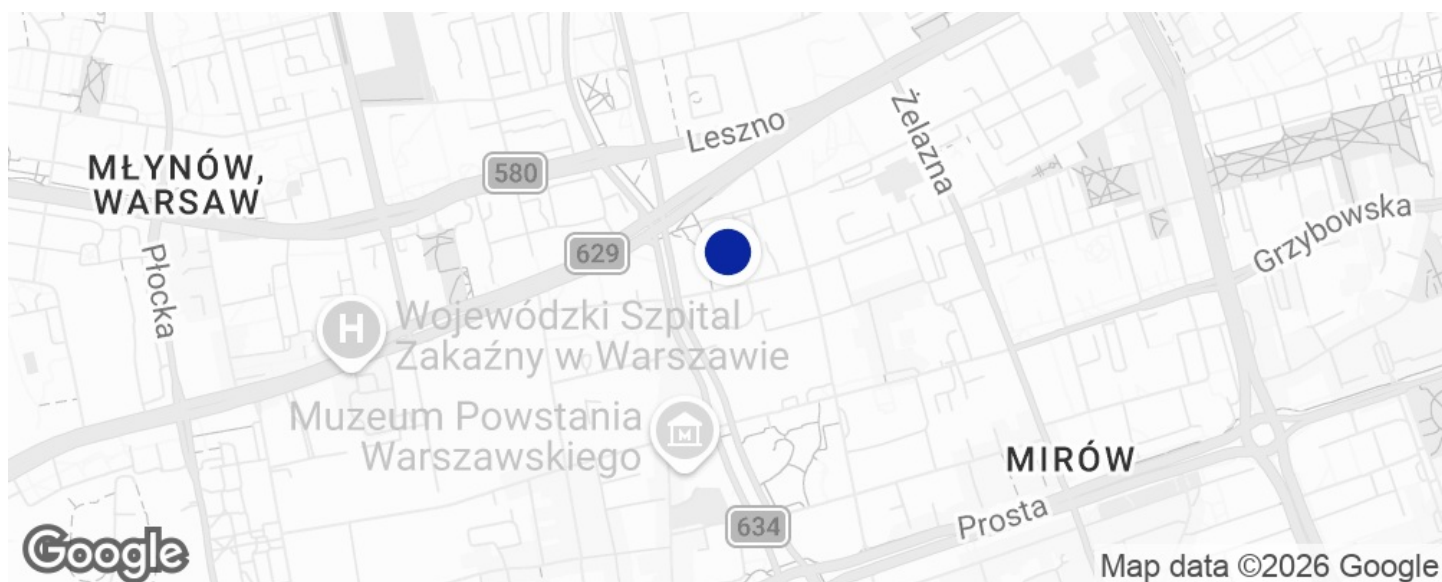 Leszno
Żelazna
MŁYNÓW,
WARSAW
580
Grzybowska
629
Płocka
H
Wojewódzki Szpital
Zakaźny w Warszawie
Muzeum Powstania
Warszawskiego
M
MIRÓW
634
Prosta
Google
Map data ©2026 Google